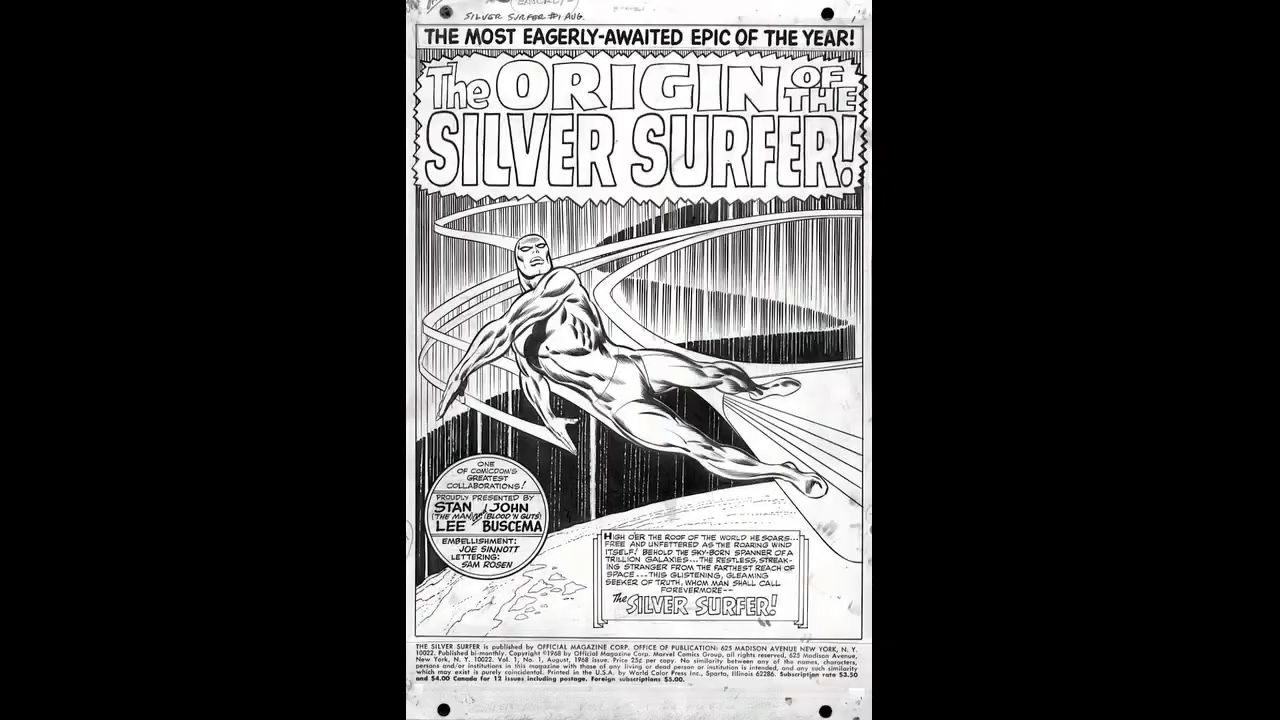 SILVER SURFER #1 AUG.
THE MOST EAGERLY-AWAITED EPIC OF THE YEAR!
The ORIGIN OF THE
SILVER SURFER!
ONE
OF COMICDOM'S
GREATEST
COLLABORATIONS!
PROUDLY PRESENTED BY
STAN JOHN
(THE MAN) AND (BLOOD 'N GUTS)
LEE BUSCEMA
EMBELLISHMENT:
JOE SINNOTT
LETTERING:
SAM ROSEN
HIGH O'ER THE ROOF OF THE WORLD HE SOARS...
FREE AND UNFETTERED AS THE ROARING WIND
ITSELF! BEHOLD THE SKY-BORN SPANNER OF A
TRILLION GALAXIES... THE RESTLESS, STREAK-
ING STRANGER FROM THE FARTHEST REACH OF
SPACE... THIS GLISTENING, GLEAMING
SEEKER OF TRUTH, WHOM MAN SHALL CALL
FOREVERMORE--
The SILVER SURFER!
THE SILVER SURFER is published by OFFICIAL MAGAZINE CORP. OFFICE OF PUBLICATION: 625 MADISON AVENUE NEW YORK, N. Y.
10022. Published bi-monthly. Copyright ©1968 by Official Magazine Corp. Marvel Comics Group, all rights reserved, 625 Madison Avenue,
New York, N. Y. 10022. Vol. 1, No. 1, August, 1968 issue. Price 25¢ per copy. No similarity between any of the names, characters,
persons and/or institutions in this magazine with those of any living or dead person or institution is intended, and any such similarity
which may exist is purely coincidental. Printed in the U.S.A. by World Color Press Inc., Sparta, Illinois 62286. Subscription rate $3.50
and $4.00 Canada for 12 issues including postage. Foreign subscriptions $5.00.